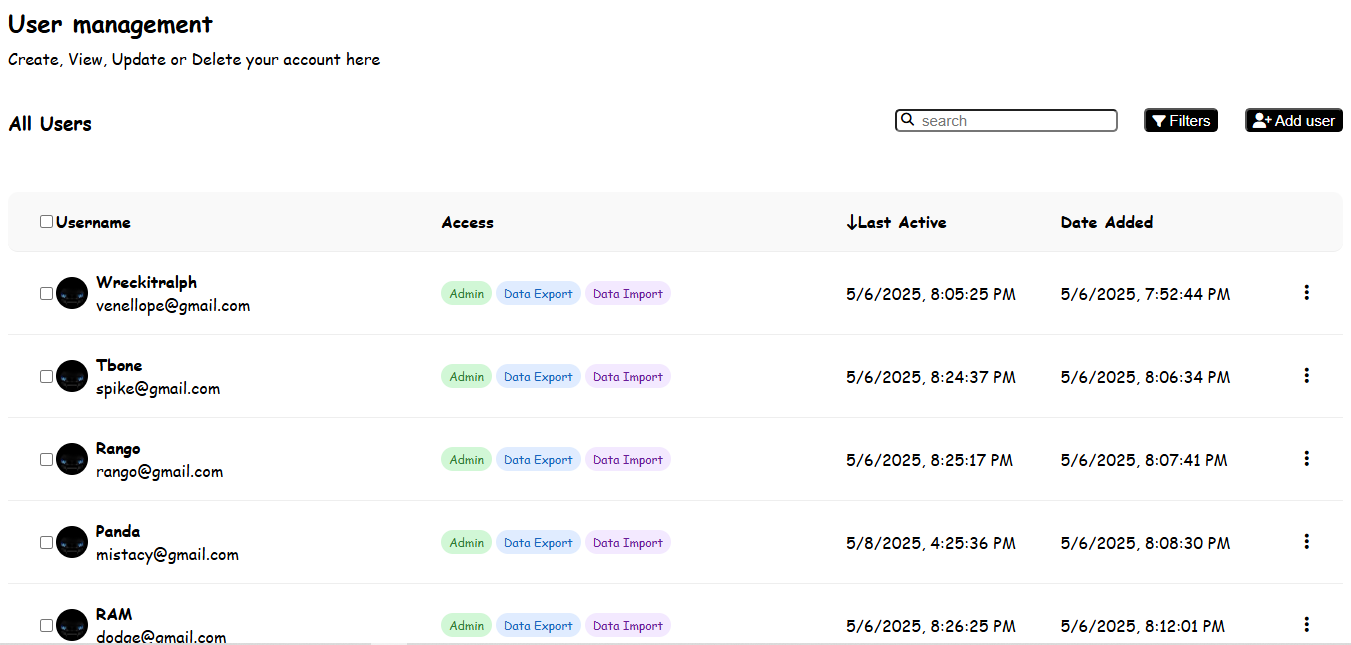 User management
Create, View, Update or Delete your account here
All Users
search
Filters
Add user
Username Access Last Active Date Added
Wreckitralph
venellope@gmail.com
Admin Data Export Data Import 5/6/2025, 8:05:25 PM 5/6/2025, 7:52:44 PM
Tbone
spike@gmail.com
Admin Data Export Data Import 5/6/2025, 8:24:37 PM 5/6/2025, 8:06:34 PM
Rango
rango@gmail.com
Admin Data Export Data Import 5/6/2025, 8:25:17 PM 5/6/2025, 8:07:41 PM
Panda
mistacy@gmail.com
Admin Data Export Data Import 5/8/2025, 4:25:36 PM 5/6/2025, 8:08:30 PM
RAM
dodge@gmail.com
Admin Data Export Data Import 5/6/2025, 8:26:25 PM 5/6/2025, 8:12:01 PM